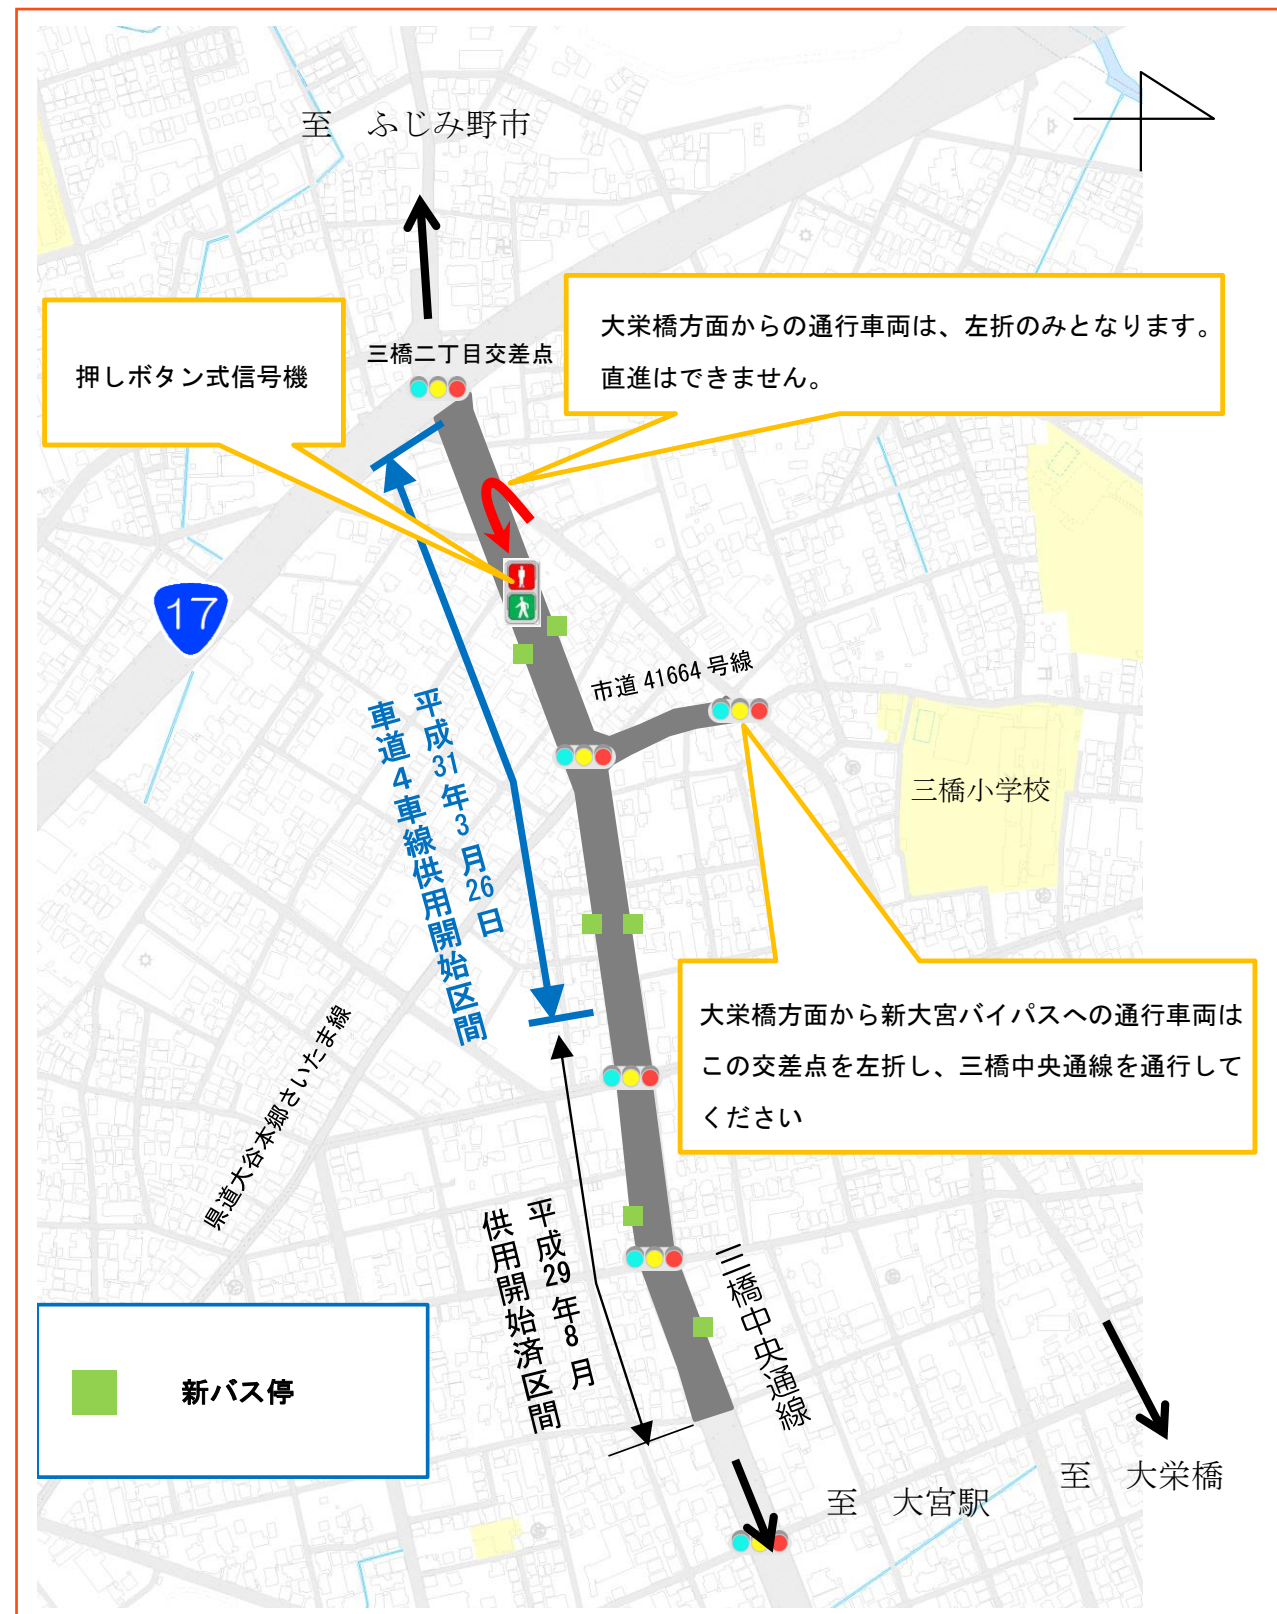 至　ふじみ野市
大栄橋方面からの通行車両は、左折のみとなります。
直進はできません。
押しボタン式信号機
三橋二丁目交差点
17
市道 41664 号線
平成31年3月26日
車道4車線供用開始区間
三橋小学校
大栄橋方面から新大宮バイパスへの通行車両は
この交差点を左折し、三橋中央通線を通行して
ください
県道大谷本郷さいたま線
平成29年8月
供用開始済区間
三橋中央通線
新バス停
至　大栄橋
至　大宮駅